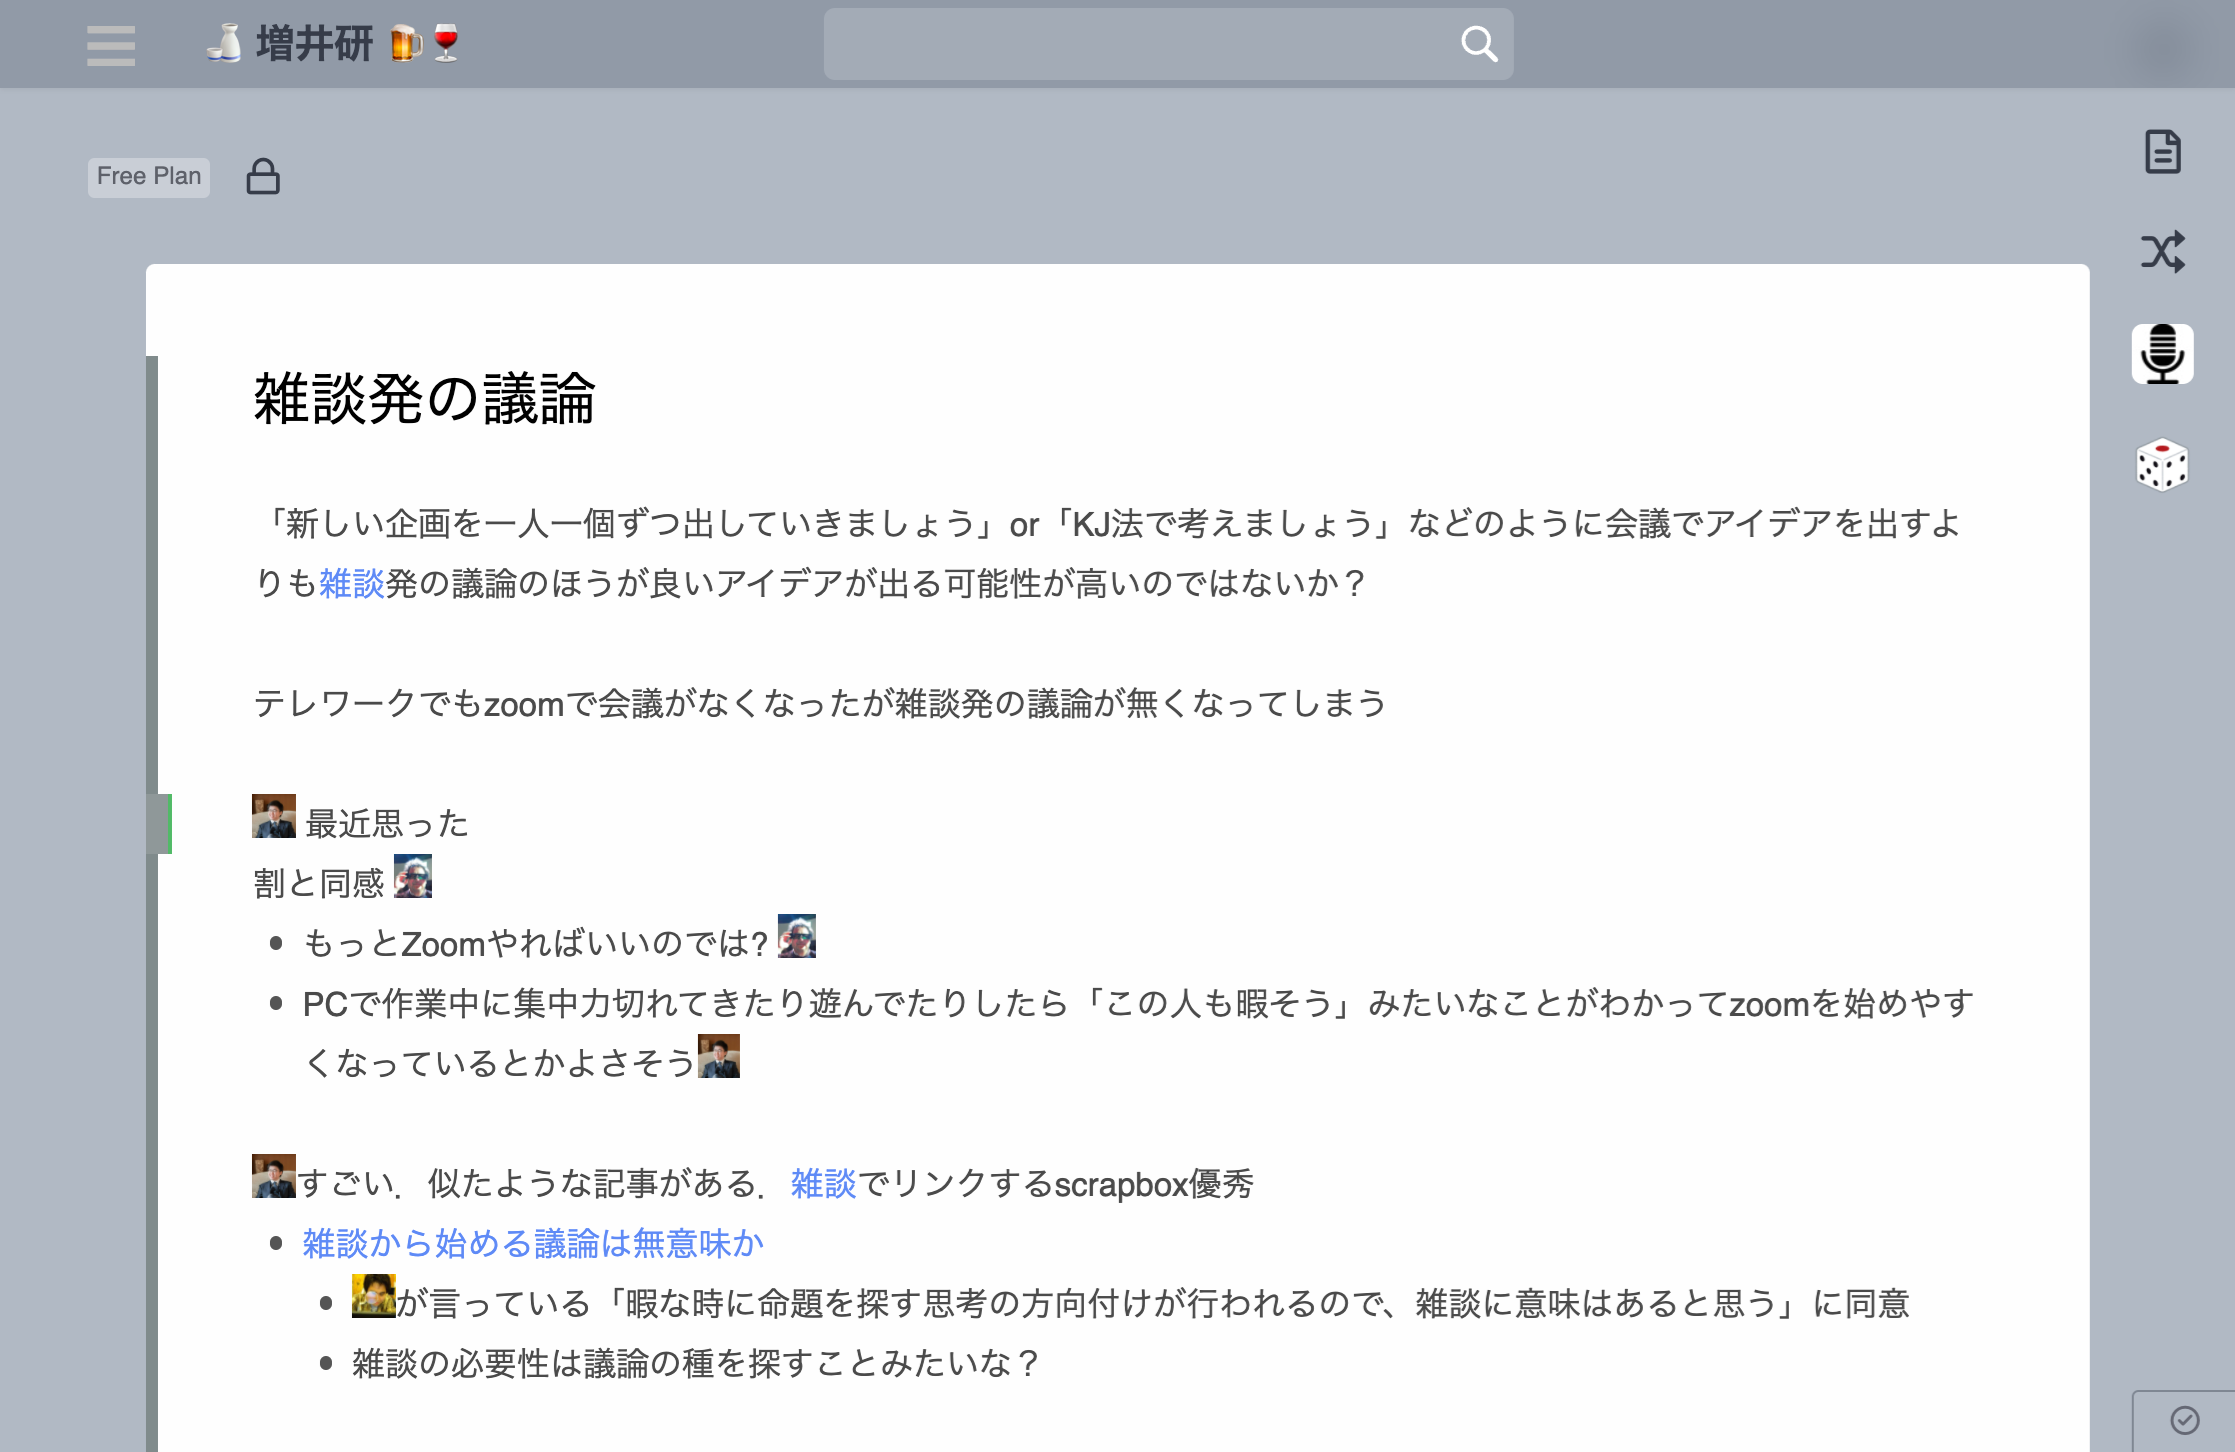 増井研
Free Plan
雑談発の議論
「新しい企画を一人一個ずつ出していきましょう」or「KJ法で考えましょう」などのように会議でアイデアを出すよ
りも雑談発の議論のほうが良いアイデアが出る可能性が高いのではないか？
テレワークでもzoomで会議がなくなったが雑談発の議論が無くなってしまう
最近思った
割と同感
もっとZoomやればいいのでは?
PCで作業中に集中力切れてきたり遊んでたりしたら「この人も暇そう」みたいなことがわかってzoomを始めやす
くなっているとかよさそう
すごい．似たような記事がある．雑談でリンクするscrapbox優秀
雑談から始める議論は無意味か
が言っている「暇な時に命題を探す思考の方向付けが行われるので、雑談に意味はあると思う」に同意
雑談の必要性は議論の種を探すことみたいな？